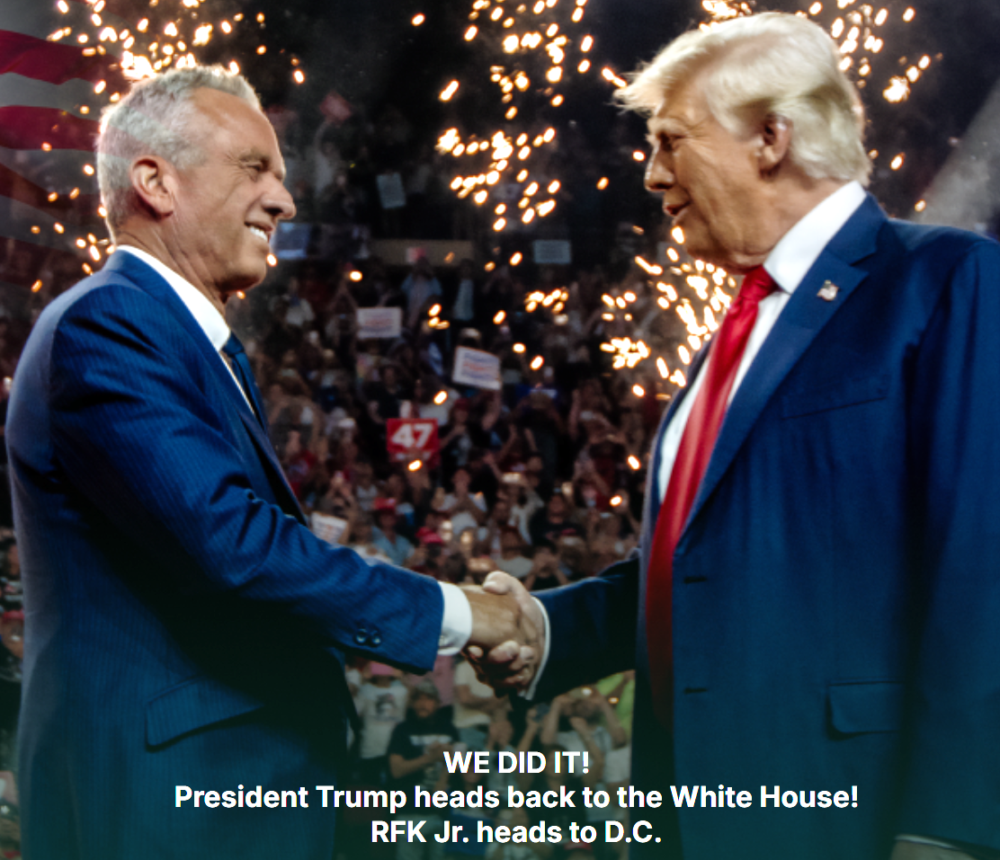 47
WE DID IT!
President Trump heads back to the White House!
RFK Jr. heads to D.C.